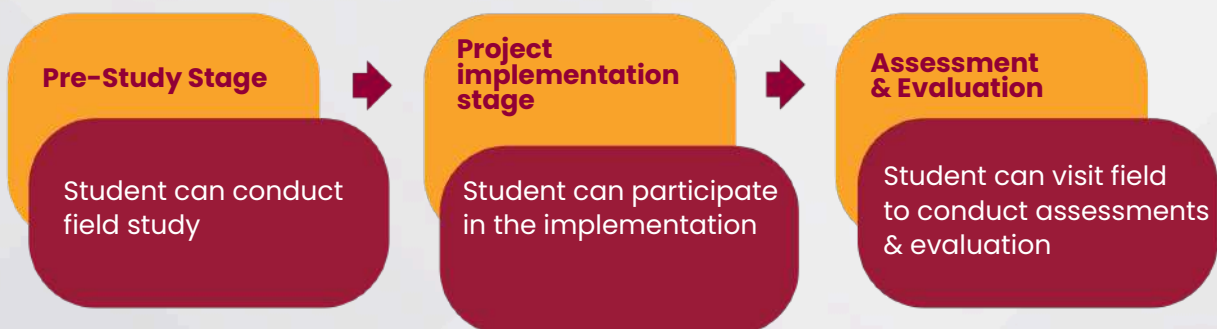 Pre-Study Stage
Student can conduct
field study
Project
implementation
stage
Student can participate
in the implementation
Assessment
& Evaluation
Student can visit field
to conduct assessments
& evaluation